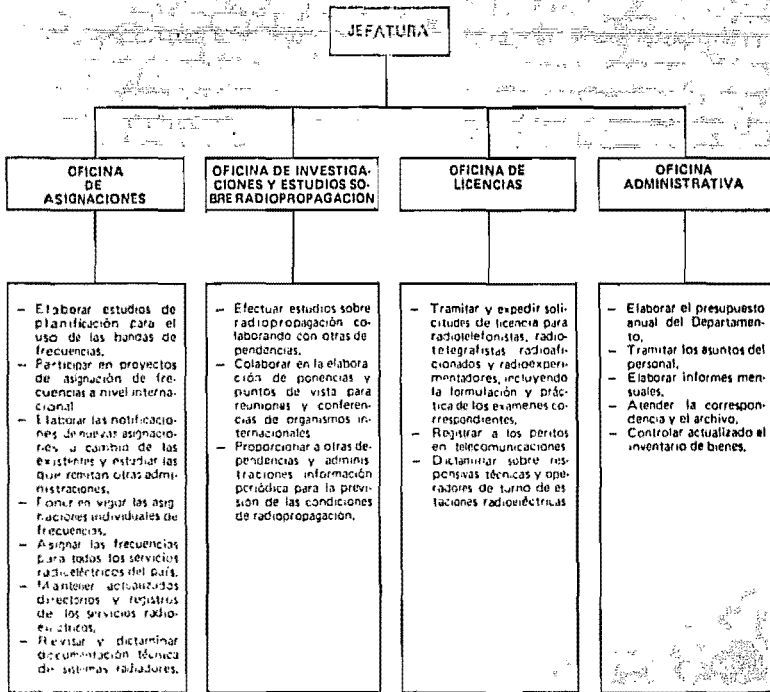 JEFATURA
OFICINA
DE
ASIGNACIONES
OFICINA DE INVESTIGA-
CIONES Y ESTUDIOS SO-
BRE RADIOPROPAGACION
OFICINA DE
LICENCIAS
OFICINA
ADMINISTRATIVA
– Elaborar estudios de
planificación para el
uso de las bandas de
frecuencias.
– Participar en proyectos
de asignación de fre-
cuencias a nivel interna-
cional
– Elaborar las notificacio-
nes de nuevas asignacio-
nes, o cambio de las
existentes y estudiar las
que remitan otras admi-
nistraciones.
– Poner en vigor las asig-
naciones individuales de
frecuencias.
– Asignar las frecuencias
para todos los servicios
radioeléctricos del país.
– Mantener actualizados
directorios y registros
de los servicios radio-
eléctricos.
– Revisar y dictaminar
documentación técnica
de sistemas radiadores.
– Efectuar estudios sobre
radiopropagación co-
laborando con otras de-
pendancias.
– Colaborar en la elabora-
ción de ponencias y
puntos de vista para
reuniones y conferen-
cias de organismos in-
ternacionales
– Proporcionar a otras de-
pendencias y adminis-
traciones información
periódica para la previ-
sión de las condiciones
de radiopropagación.
– Tramitar y expedir soli-
citudes de licencia para
radiotelefonistas, radio-
telegrafistas radioafi-
cionados y radioexperi-
mentadores, incluyendo
la formulación y prác-
tica de los examenes co-
rrespondientes.
– Registrar a los peritos
en telecomunicaciones
– Dictaminar sobre res-
ponsivas técnicas y ope-
radores de turno de es-
taciones radioeléctricas
– Elaborar el presupuesto
anual del Departamen-
to.
– Tramitar los asuntos del
personal.
– Elaborar informes men-
suales.
– Atender la correspon-
dencia y el archivo.
– Controlar actualizado el
inventario de bienes.